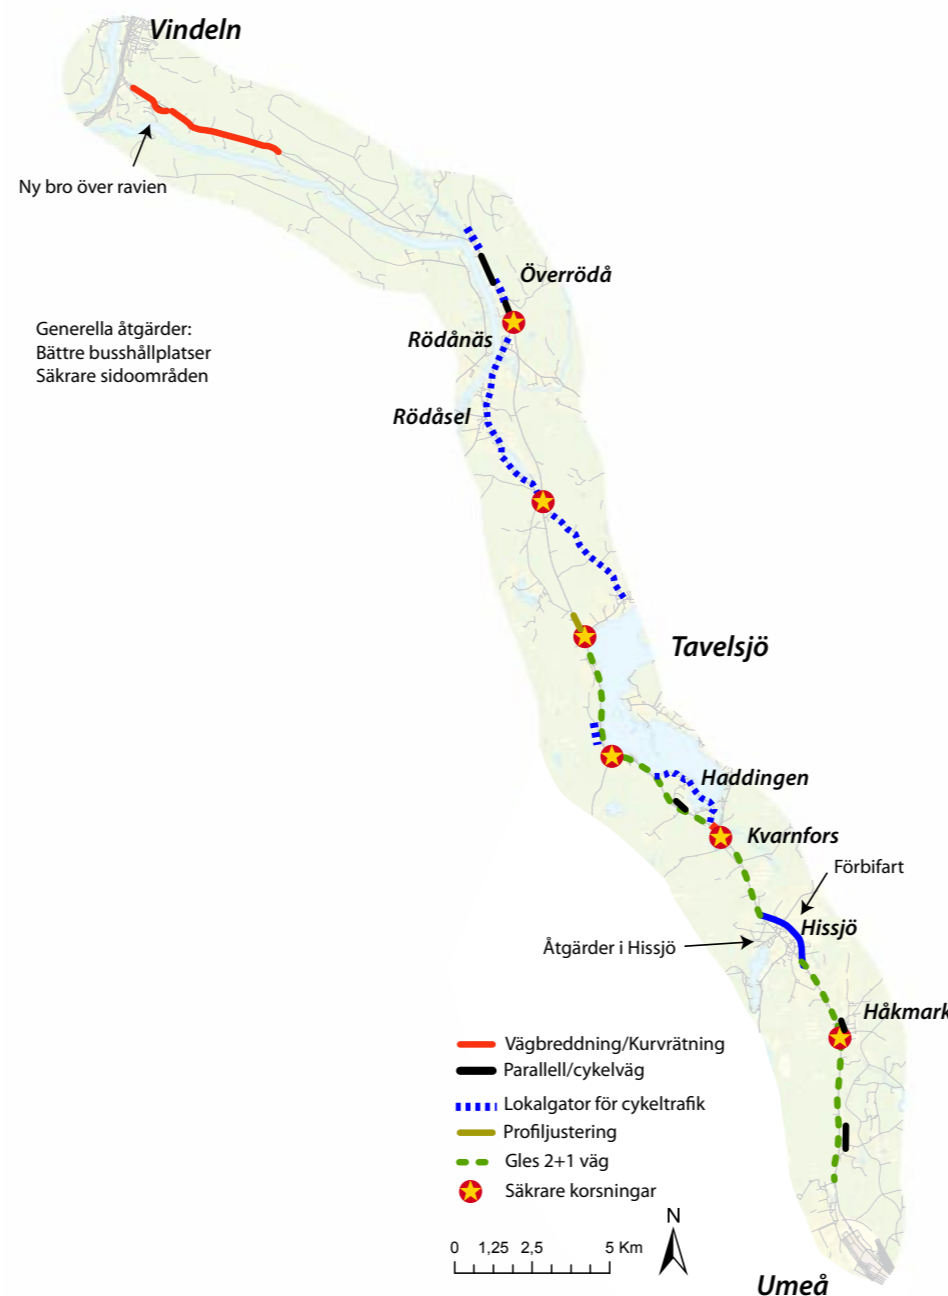 Vindeln
Ny bro över ravien
Överrödå
Generella åtgärder:
Bättre busshållplatser
Säkrare sidoområden
Rödånäs
Rödåsel
Tavelsjö
Haddingen
Kvarnfors
Förbifart
Hissjö
Åtgärder i Hissjö
Håkmark
Vägbreddning/Kurvrätning
Parallell/cykelväg
Lokalgator för cykeltrafik
Profiljustering
Gles 2+1 väg
Säkrare korsningar
N
0 1,25 2,5 5 Km
Umeå